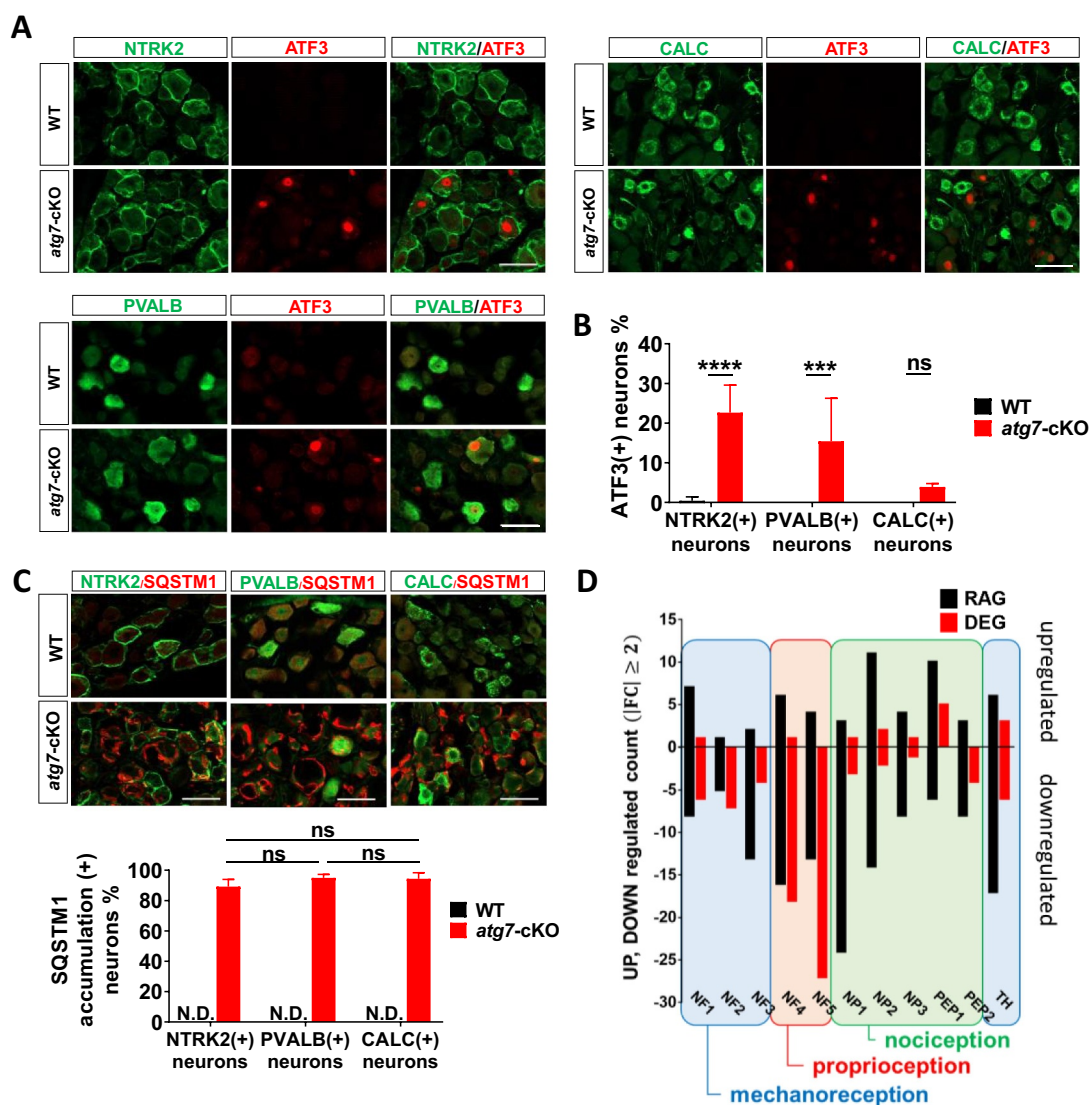 A
NTRK2 ATF3 NTRK2/ATF3
WT
atg7-cKO
CALC ATF3 CALC/ATF3
WT
atg7-cKO
PVALB ATF3 PVALB/ATF3
WT
atg7-cKO
B
ATF3(+) neurons %
40
30
20
10
0
**** *** ns
WT
atg7-cKO
NTRK2(+) PVALB(+) CALC(+)
neurons neurons neurons
C
NTRK2/SQSTM1 PVALB/SQSTM1 CALC/SQSTM1
WT
atg7-cKO
ns
ns ns
SQSTM1
accumulation (+)
neurons %
100
80
60
40
20
0
N.D. N.D. N.D.
WT
atg7-cKO
NTRK2(+) PVALB(+) CALC(+)
neurons neurons neurons
D
RAG
DEG
UP, DOWN regulated count (|FC| ≥ 2)
15
10
5
0
-5
-10
-15
-20
-25
-30
upregulated
downregulated
NF1 NF2 NF3 NF4 NF5 NP1 NP2 NP3 PEP1 PEP2 TH
nociception
proprioception
mechanoreception